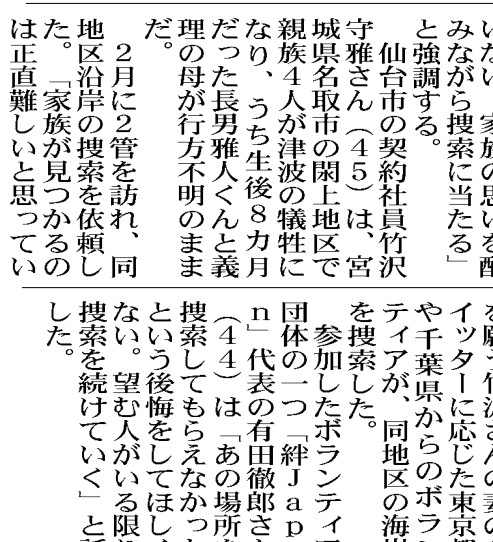 いない。家族の思いを酌
みながら捜索に当たる」
と強調する。
　仙台市の契約社員竹沢
守雅さん（４５）は、宮
城県名取市の閖上地区で
親族４人が津波の犠牲に
なり、うち生後８カ月
だった長男雅人くんと義
理の母が行方不明のまま
だ。
　２月に２管を訪れ、同
地区沿岸の捜索を依頼し
た。「家族が見つかるの
は正直難しいと思ってい
を願う竹沢さんの妻の
イッターに応じた東京都
や千葉県からのボラン
ティアが、同地区の海岸
を捜索した。
　参加したボランティア
団体の一つ「絆Ｊａｐ
ｎ」代表の有田徹郎さ
（４４）は「あの場所を
捜索してもらえなかった
という後悔をしてほしく
ない。望む人がいる限り
捜索を続けていく」と話
した。